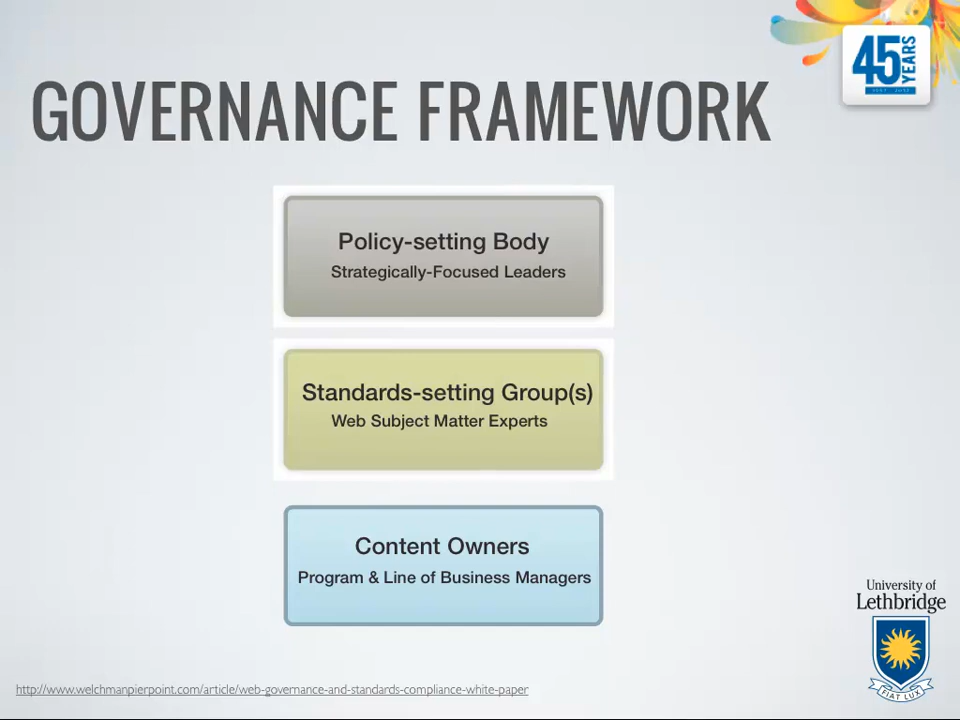 GOVERNANCE FRAMEWORK
45
YEARS
Policy-setting Body
Strategically-Focused Leaders
Standards-setting Group(s)
Web Subject Matter Experts
Content Owners
Program & Line of Business Managers
University of
Lethbridge
FIAT LUX
http://www.welchmanpierpoint.com/article/web-governance-and-standards-compliance-white-paper